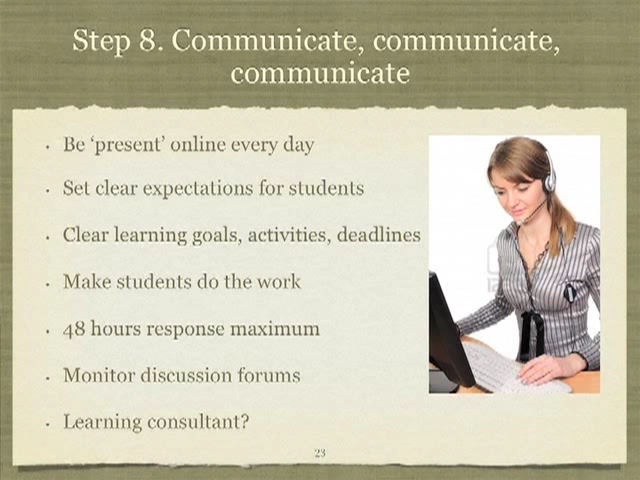 Step 8. Communicate, communicate,
communicate
· Be ‘present’ online every day
· Set clear expectations for students
· Clear learning goals, activities, deadlines
· Make students do the work
· 48 hours response maximum
· Monitor discussion forums
· Learning consultant?
23